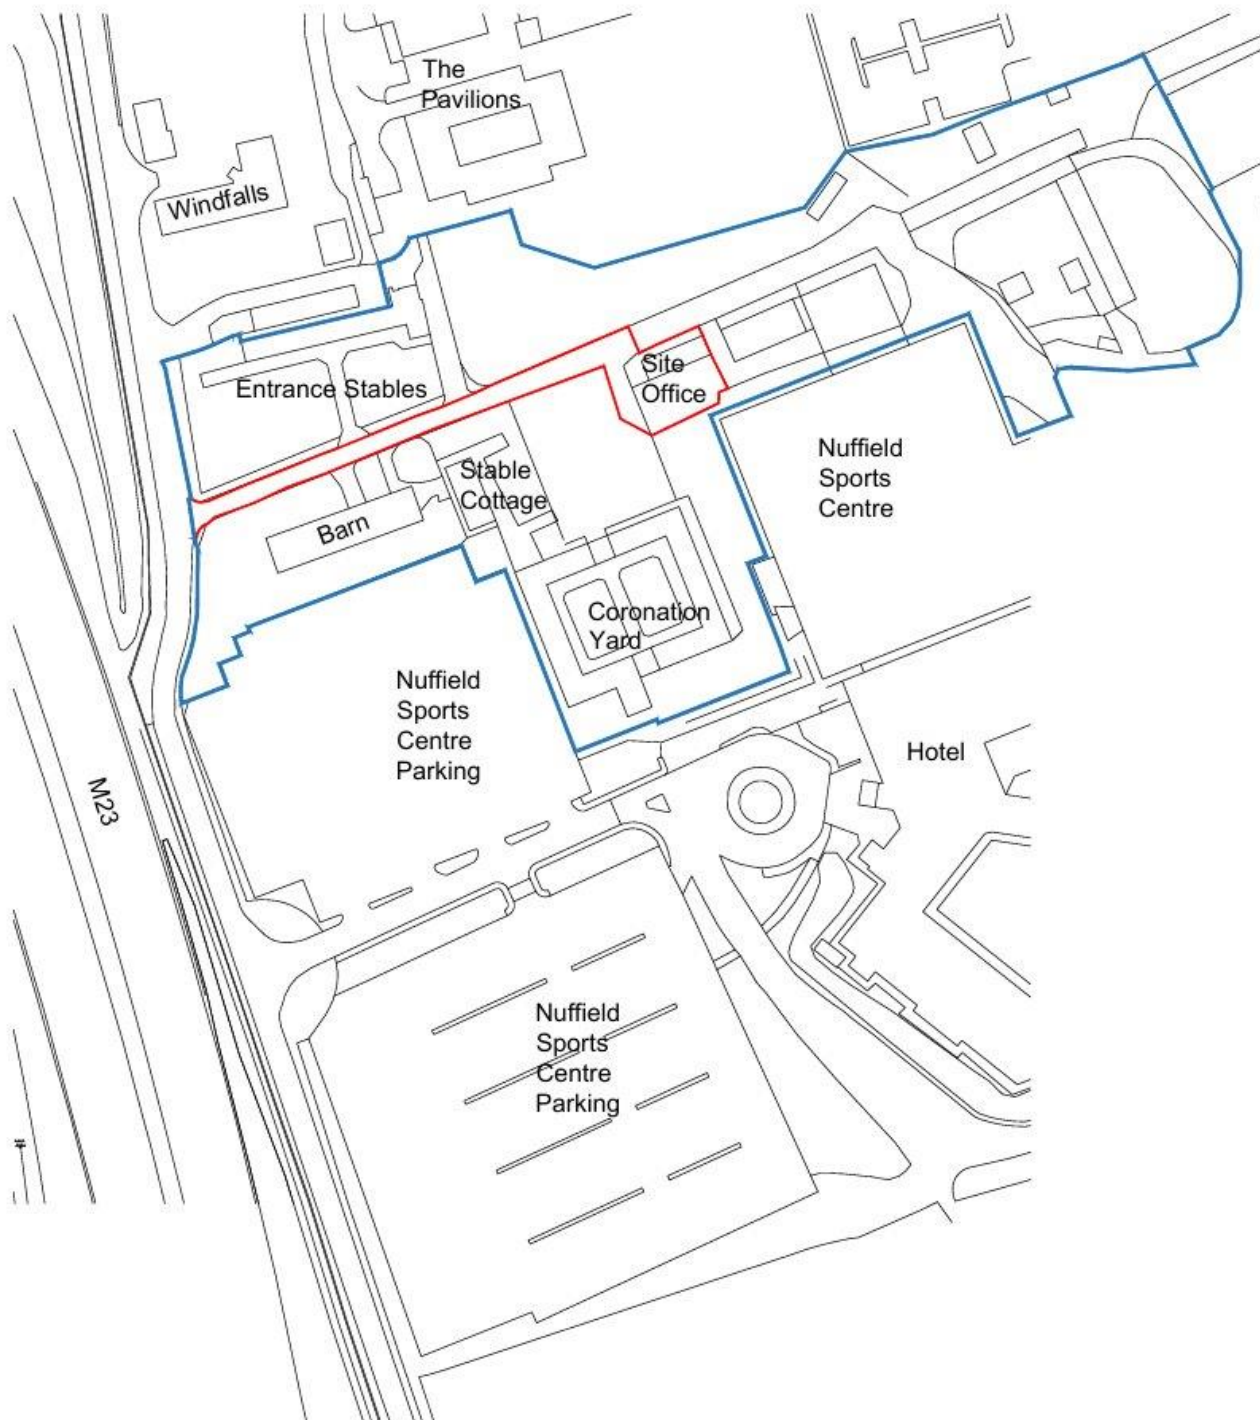 The
Pavilions
Windfalls
Site
Office
Entrance Stables
Nuffield
Sports
Centre
Stable
Cottage
Barn
Coronation
Yard
Nuffield
Sports
Centre
Parking
Hotel
M23
Nuffield
Sports
Centre
Parking